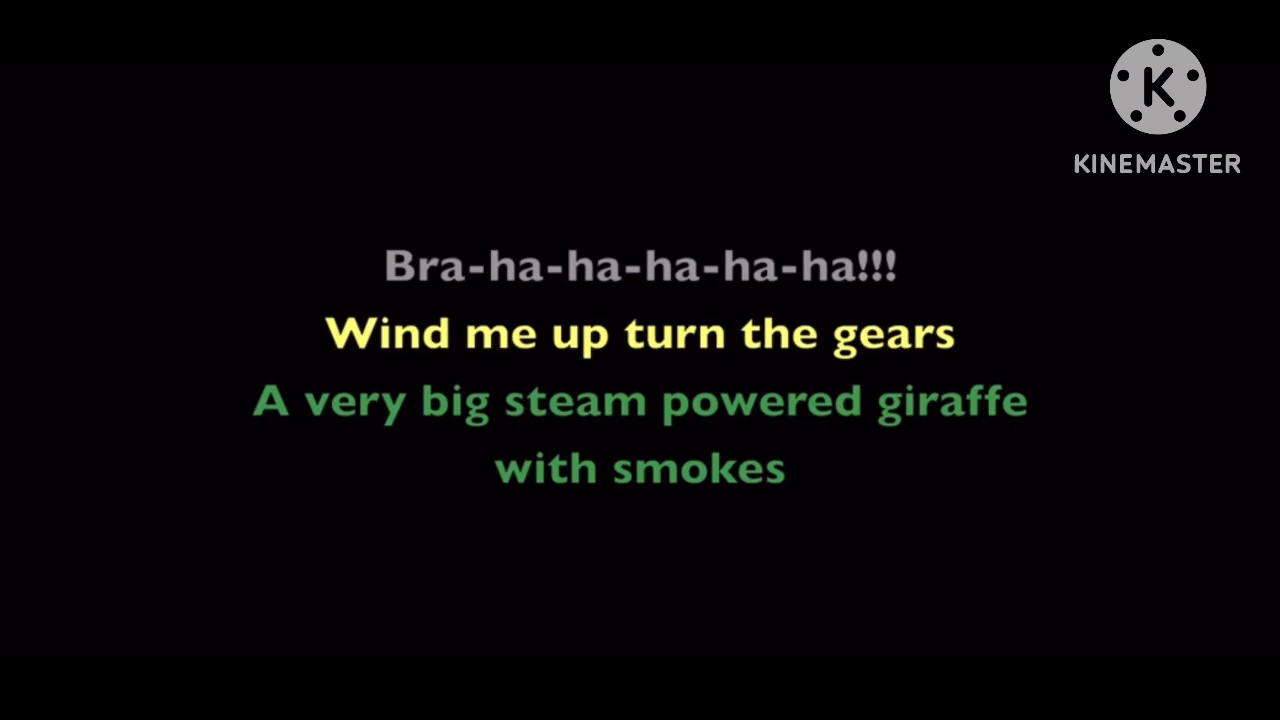 K
KINEMASTER
Bra-ha-ha-ha-ha-ha!!!
Wind me up turn the gears
A very big steam powered giraffe
with smokes